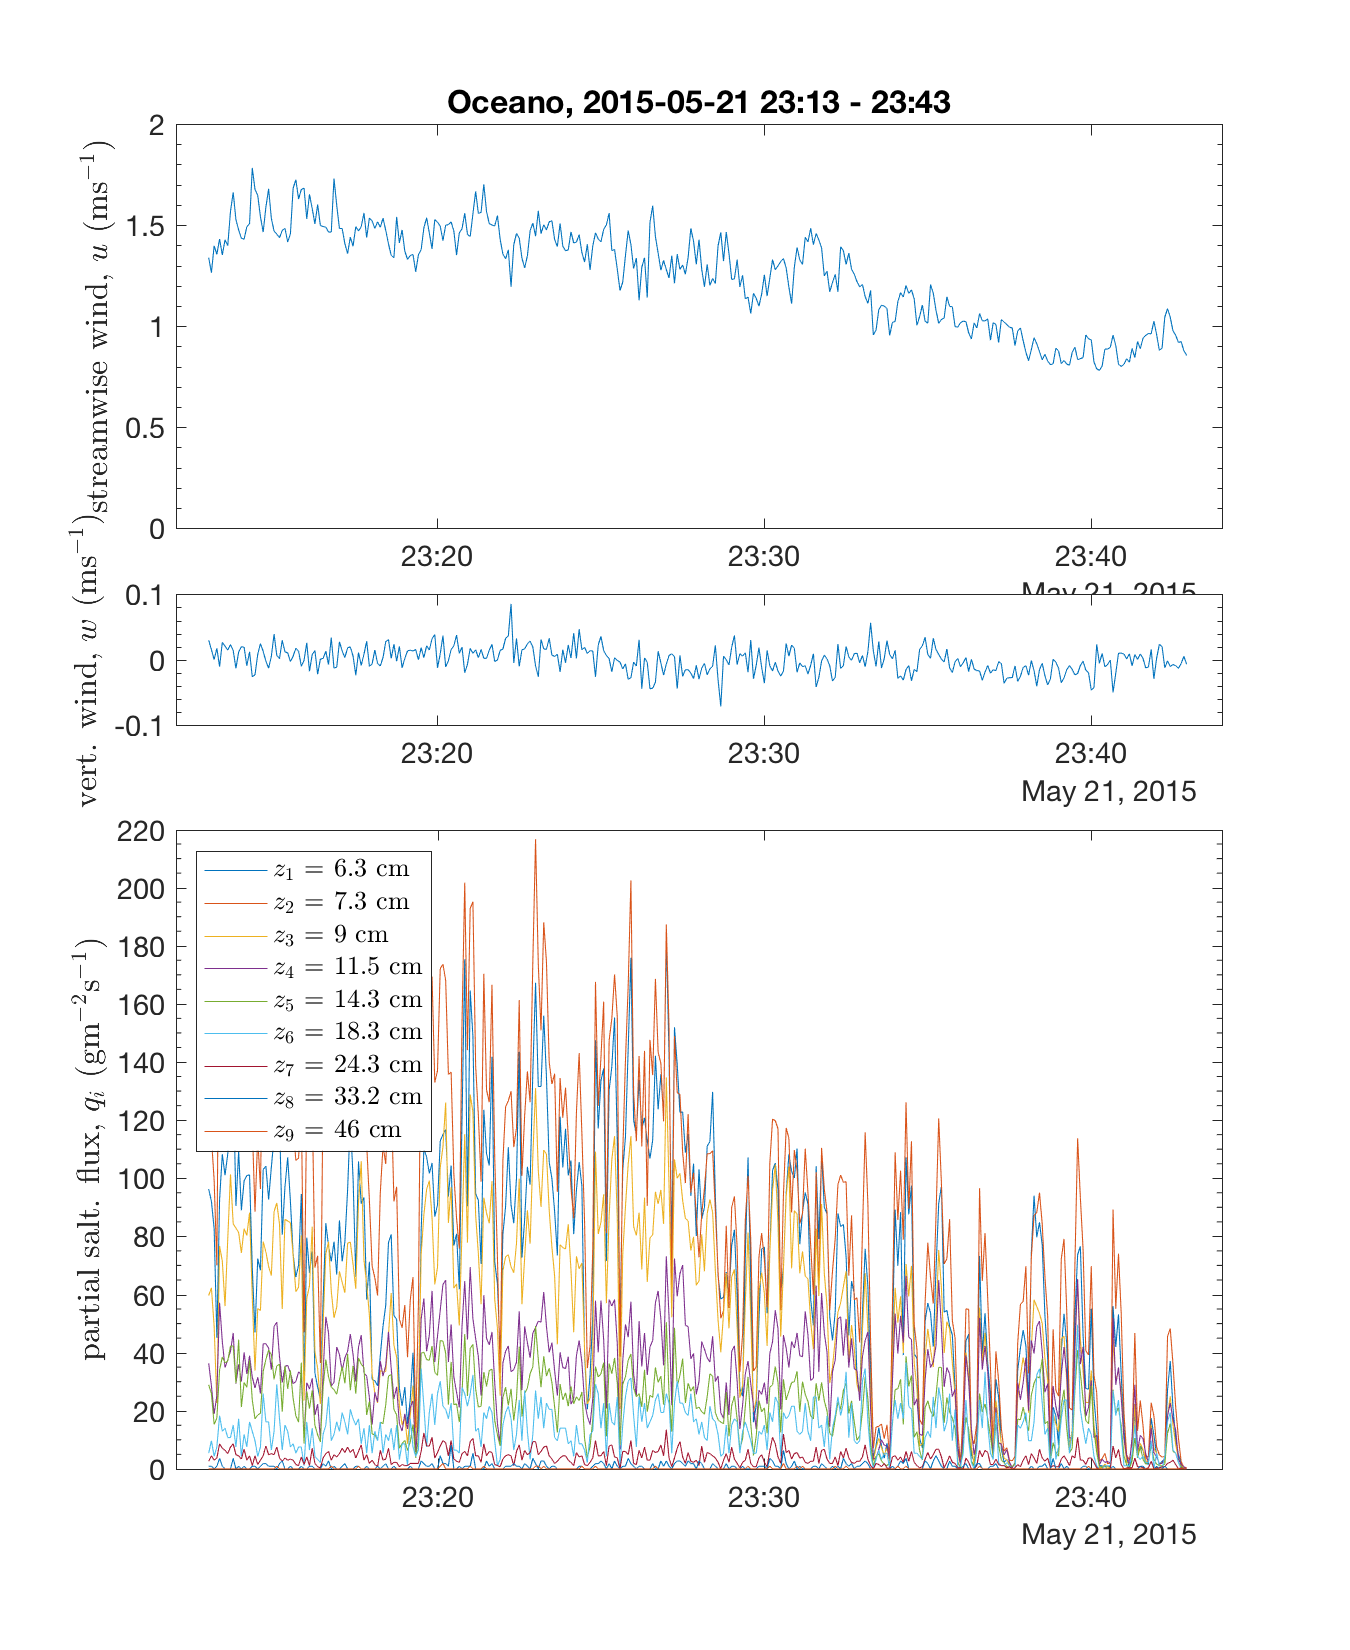 Oceano, 2015-05-21 23:13 - 23:43
streamwise wind, u (ms⁻¹)
2
1.5
1
0.5
0
23:20 23:30 23:40
May 21, 2015
vert. wind, w (ms⁻¹)
0.1
0
-0.1
23:20 23:30 23:40
May 21, 2015
partial salt. flux, qᵢ (gm⁻²s⁻¹)
220
200
180
160
140
120
100
80
60
40
20
0
z₁ = 6.3 cm
z₂ = 7.3 cm
z₃ = 9 cm
z₄ = 11.5 cm
z₅ = 14.3 cm
z₆ = 18.3 cm
z₇ = 24.3 cm
z₈ = 33.2 cm
z₉ = 46 cm
23:20 23:30 23:40
May 21, 2015